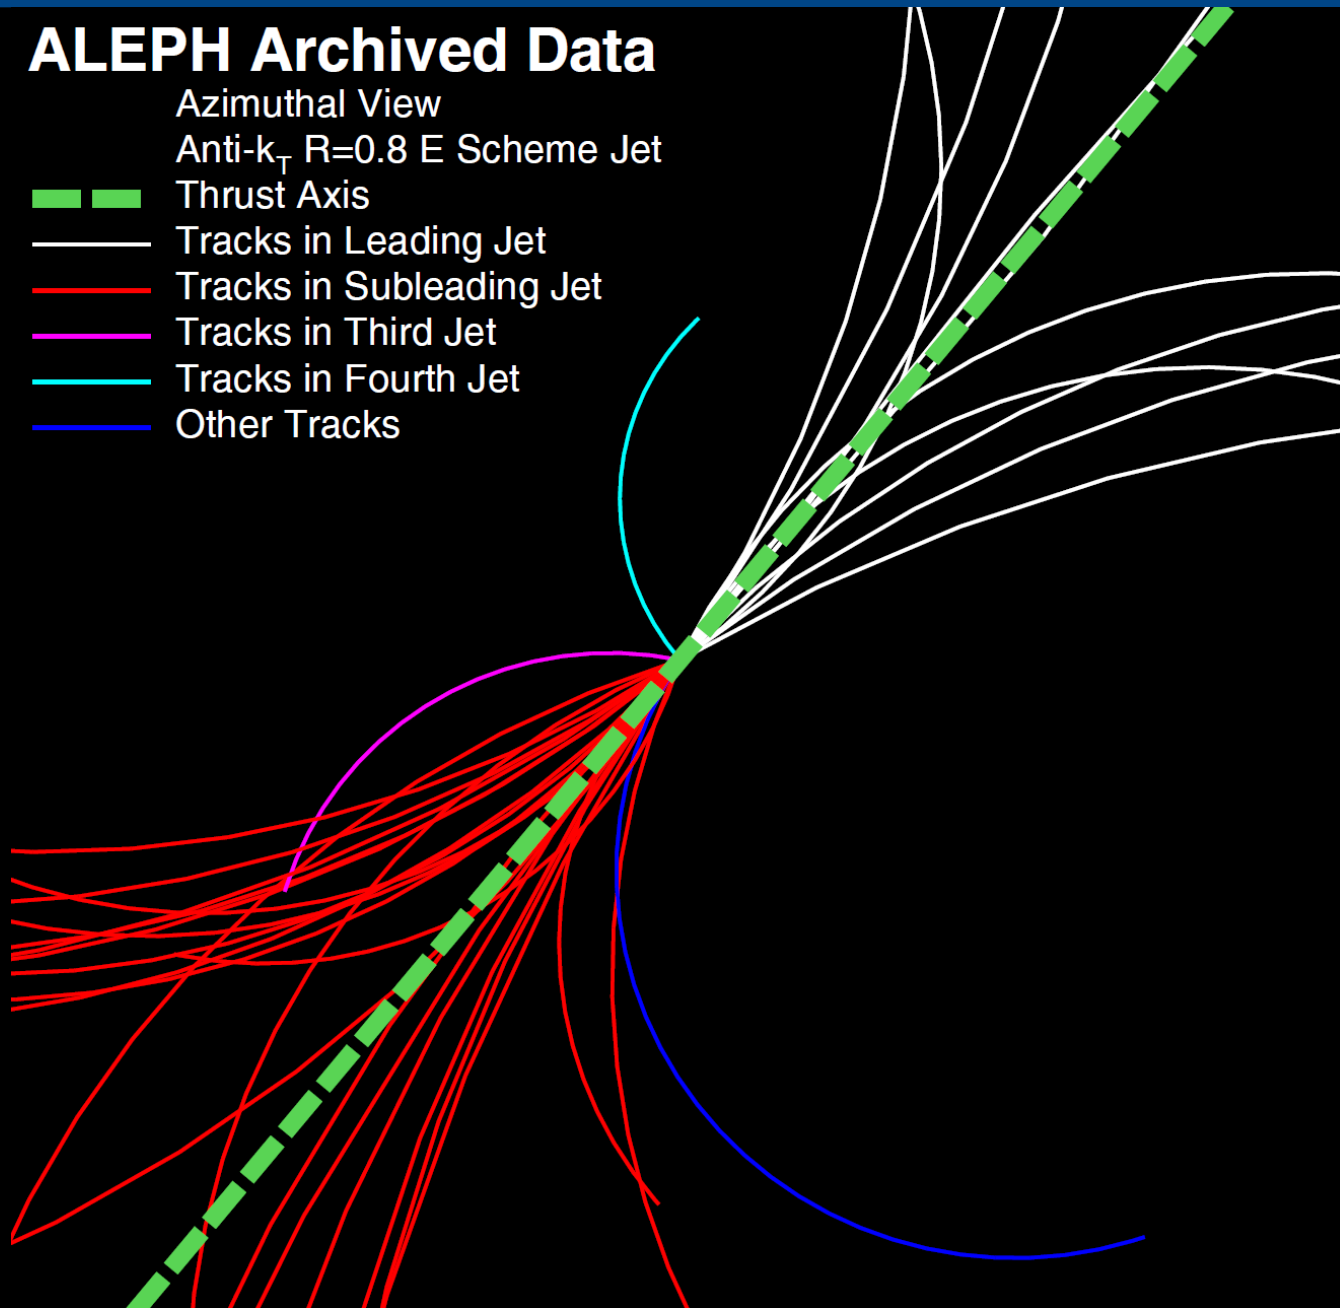 ALEPH Archived Data
Azimuthal View
Anti-kT R=0.8 E Scheme Jet
Thrust Axis
Tracks in Leading Jet
Tracks in Subleading Jet
Tracks in Third Jet
Tracks in Fourth Jet
Other Tracks